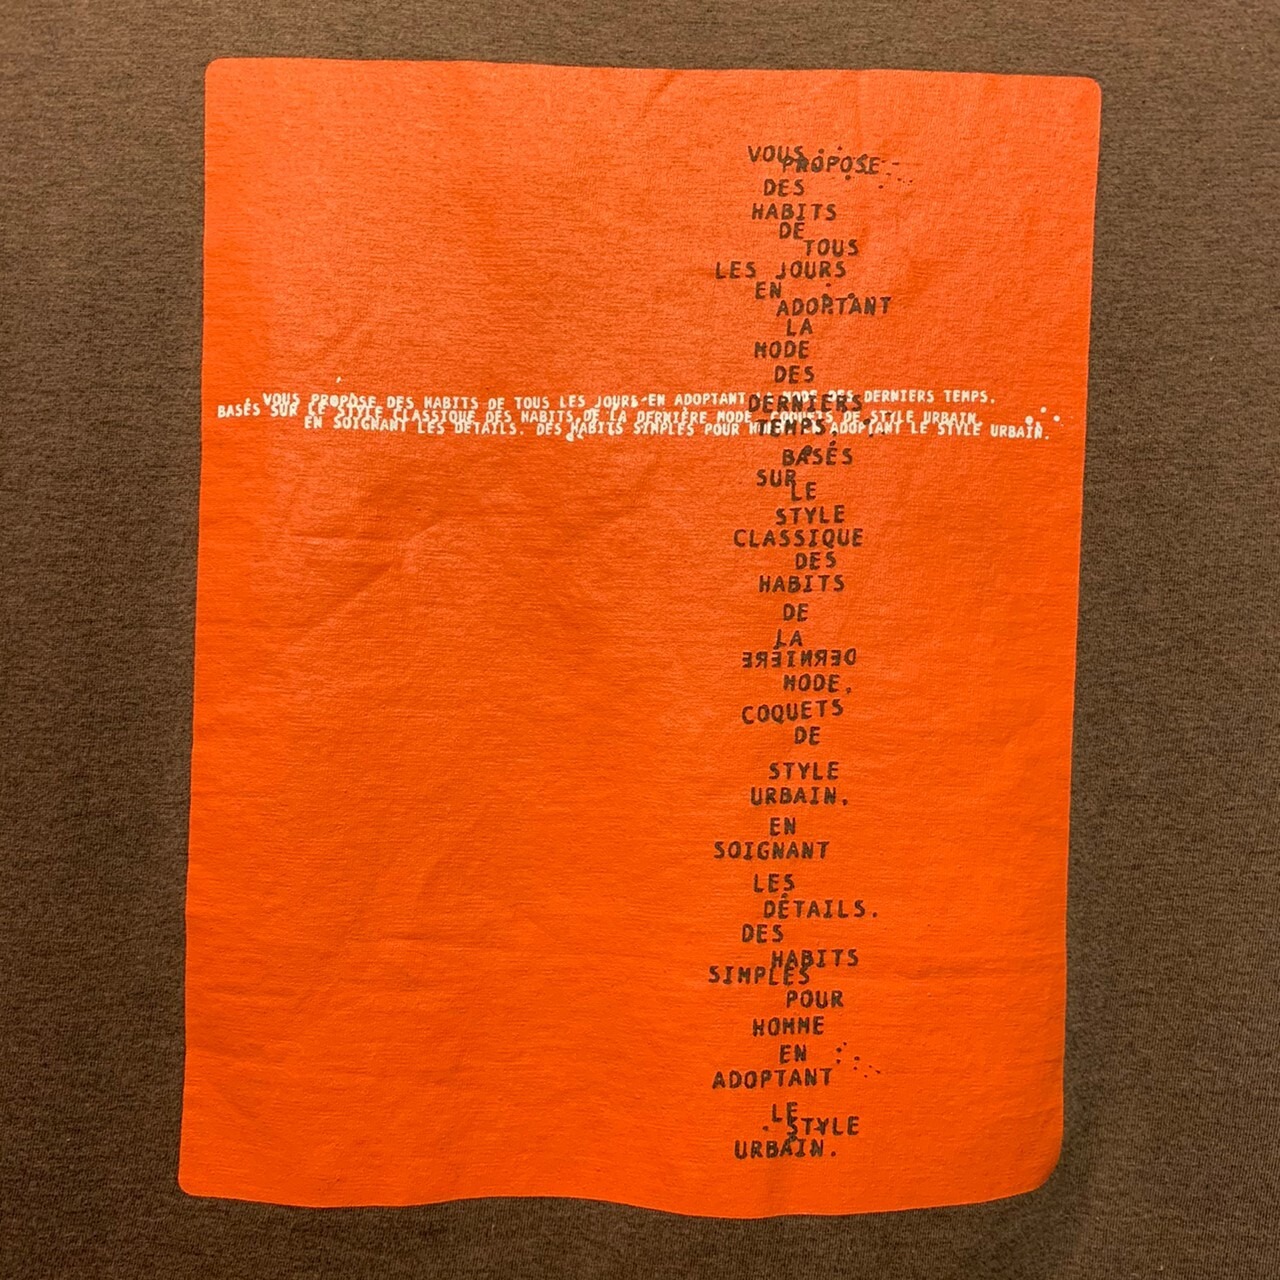 VOUS
PROPOSE
DES
HABITS
DE
TOUS
LES JOURS
EN
ADOPTANT
LA
MODE
DES
DERNIERS
TEMPS.
BASÉS
SUR
LE
STYLE
CLASSIQUE
DES
HABITS
DE
LA
DERNIÈRE
MODE,
COQUETS
DE
STYLE
URBAIN,
EN
SOIGNANT
LES
DÉTAILS.
DES
HABITS
SIMPLES
POUR
HOMME
EN
ADOPTANT
LE
STYLE
URBAIN.
VOUS PROPOSE DES HABITS DE TOUS LES JOURS EN ADOPTANT LA MODE DES DERNIERS TEMPS.
BASÉS SUR LE STYLE CLASSIQUE DES HABITS DE LA DERNIÈRE MODE, COQUETS DE STYLE URBAIN,
EN SOIGNANT LES DÉTAILS. DES HABITS SIMPLES POUR HOMME EN ADOPTANT LE STYLE URBAIN.